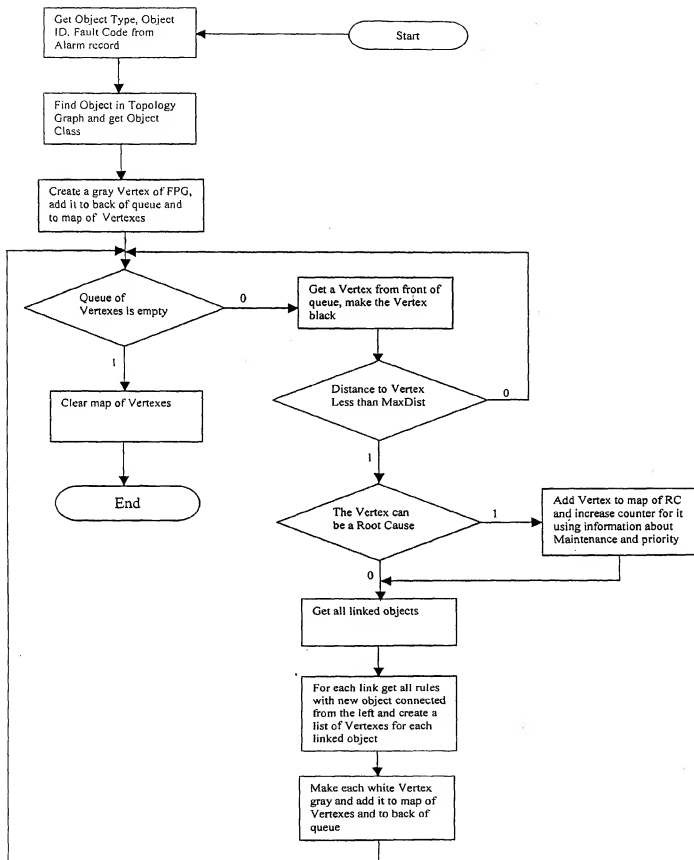 Get Object Type, Object
ID, Fault Code from
Alarm record
Start
Find Object in Topology
Graph and get Object
Class
Create a gray Vertex of FPG,
add it to back of queue and
to map of Vertexes
Queue of
Vertexes is empty
0
Get a Vertex from front of
queue, make the Vertex
black
1
Distance to Vertex
Less than MaxDist
0
Clear map of Vertexes
1
End
The Vertex can
be a Root Cause
1
Add Vertex to map of RC
and increase counter for it
using information about
Maintenance and priority
0
Get all linked objects
For each link get all rules
with new object connected
from the left and create a
list of Vertexes for each
linked object
Make each white Vertex
gray and add it to map of
Vertexes and to back of
queue